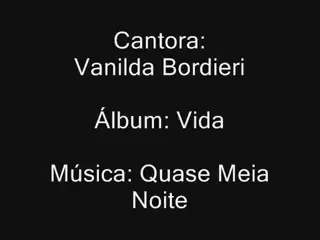 Cantora:
Vanilda Bordieri
Álbum: Vida
Música: Quase Meia
Noite